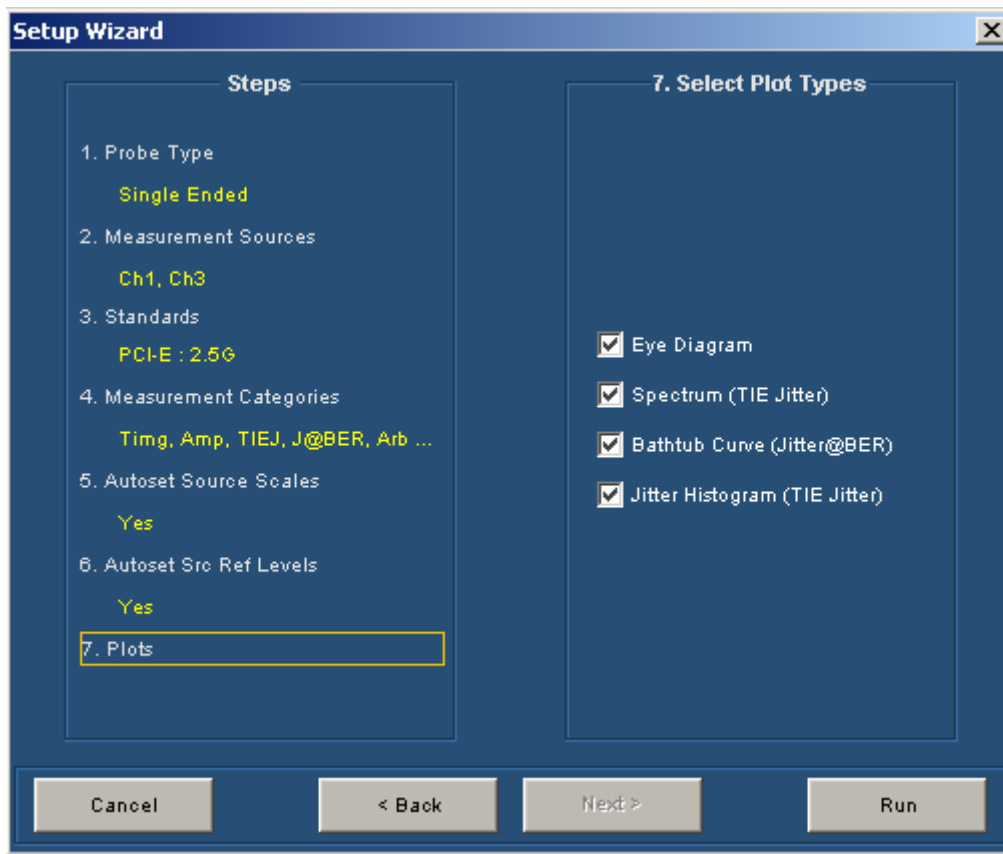 Setup Wizard
Steps
1. Probe Type
Single Ended
2. Measurement Sources
Ch1, Ch3
3. Standards
PCI-E : 2.5G
4. Measurement Categories
Timg, Amp, TIEJ, J@BER, Arb ...
5. Autoset Source Scales
Yes
6. Autoset Src Ref Levels
Yes
7. Plots
7. Select Plot Types
Eye Diagram
Spectrum (TIE Jitter)
Bathtub Curve (Jitter@BER)
Jitter Histogram (TIE Jitter)
Cancel
< Back
Next >
Run